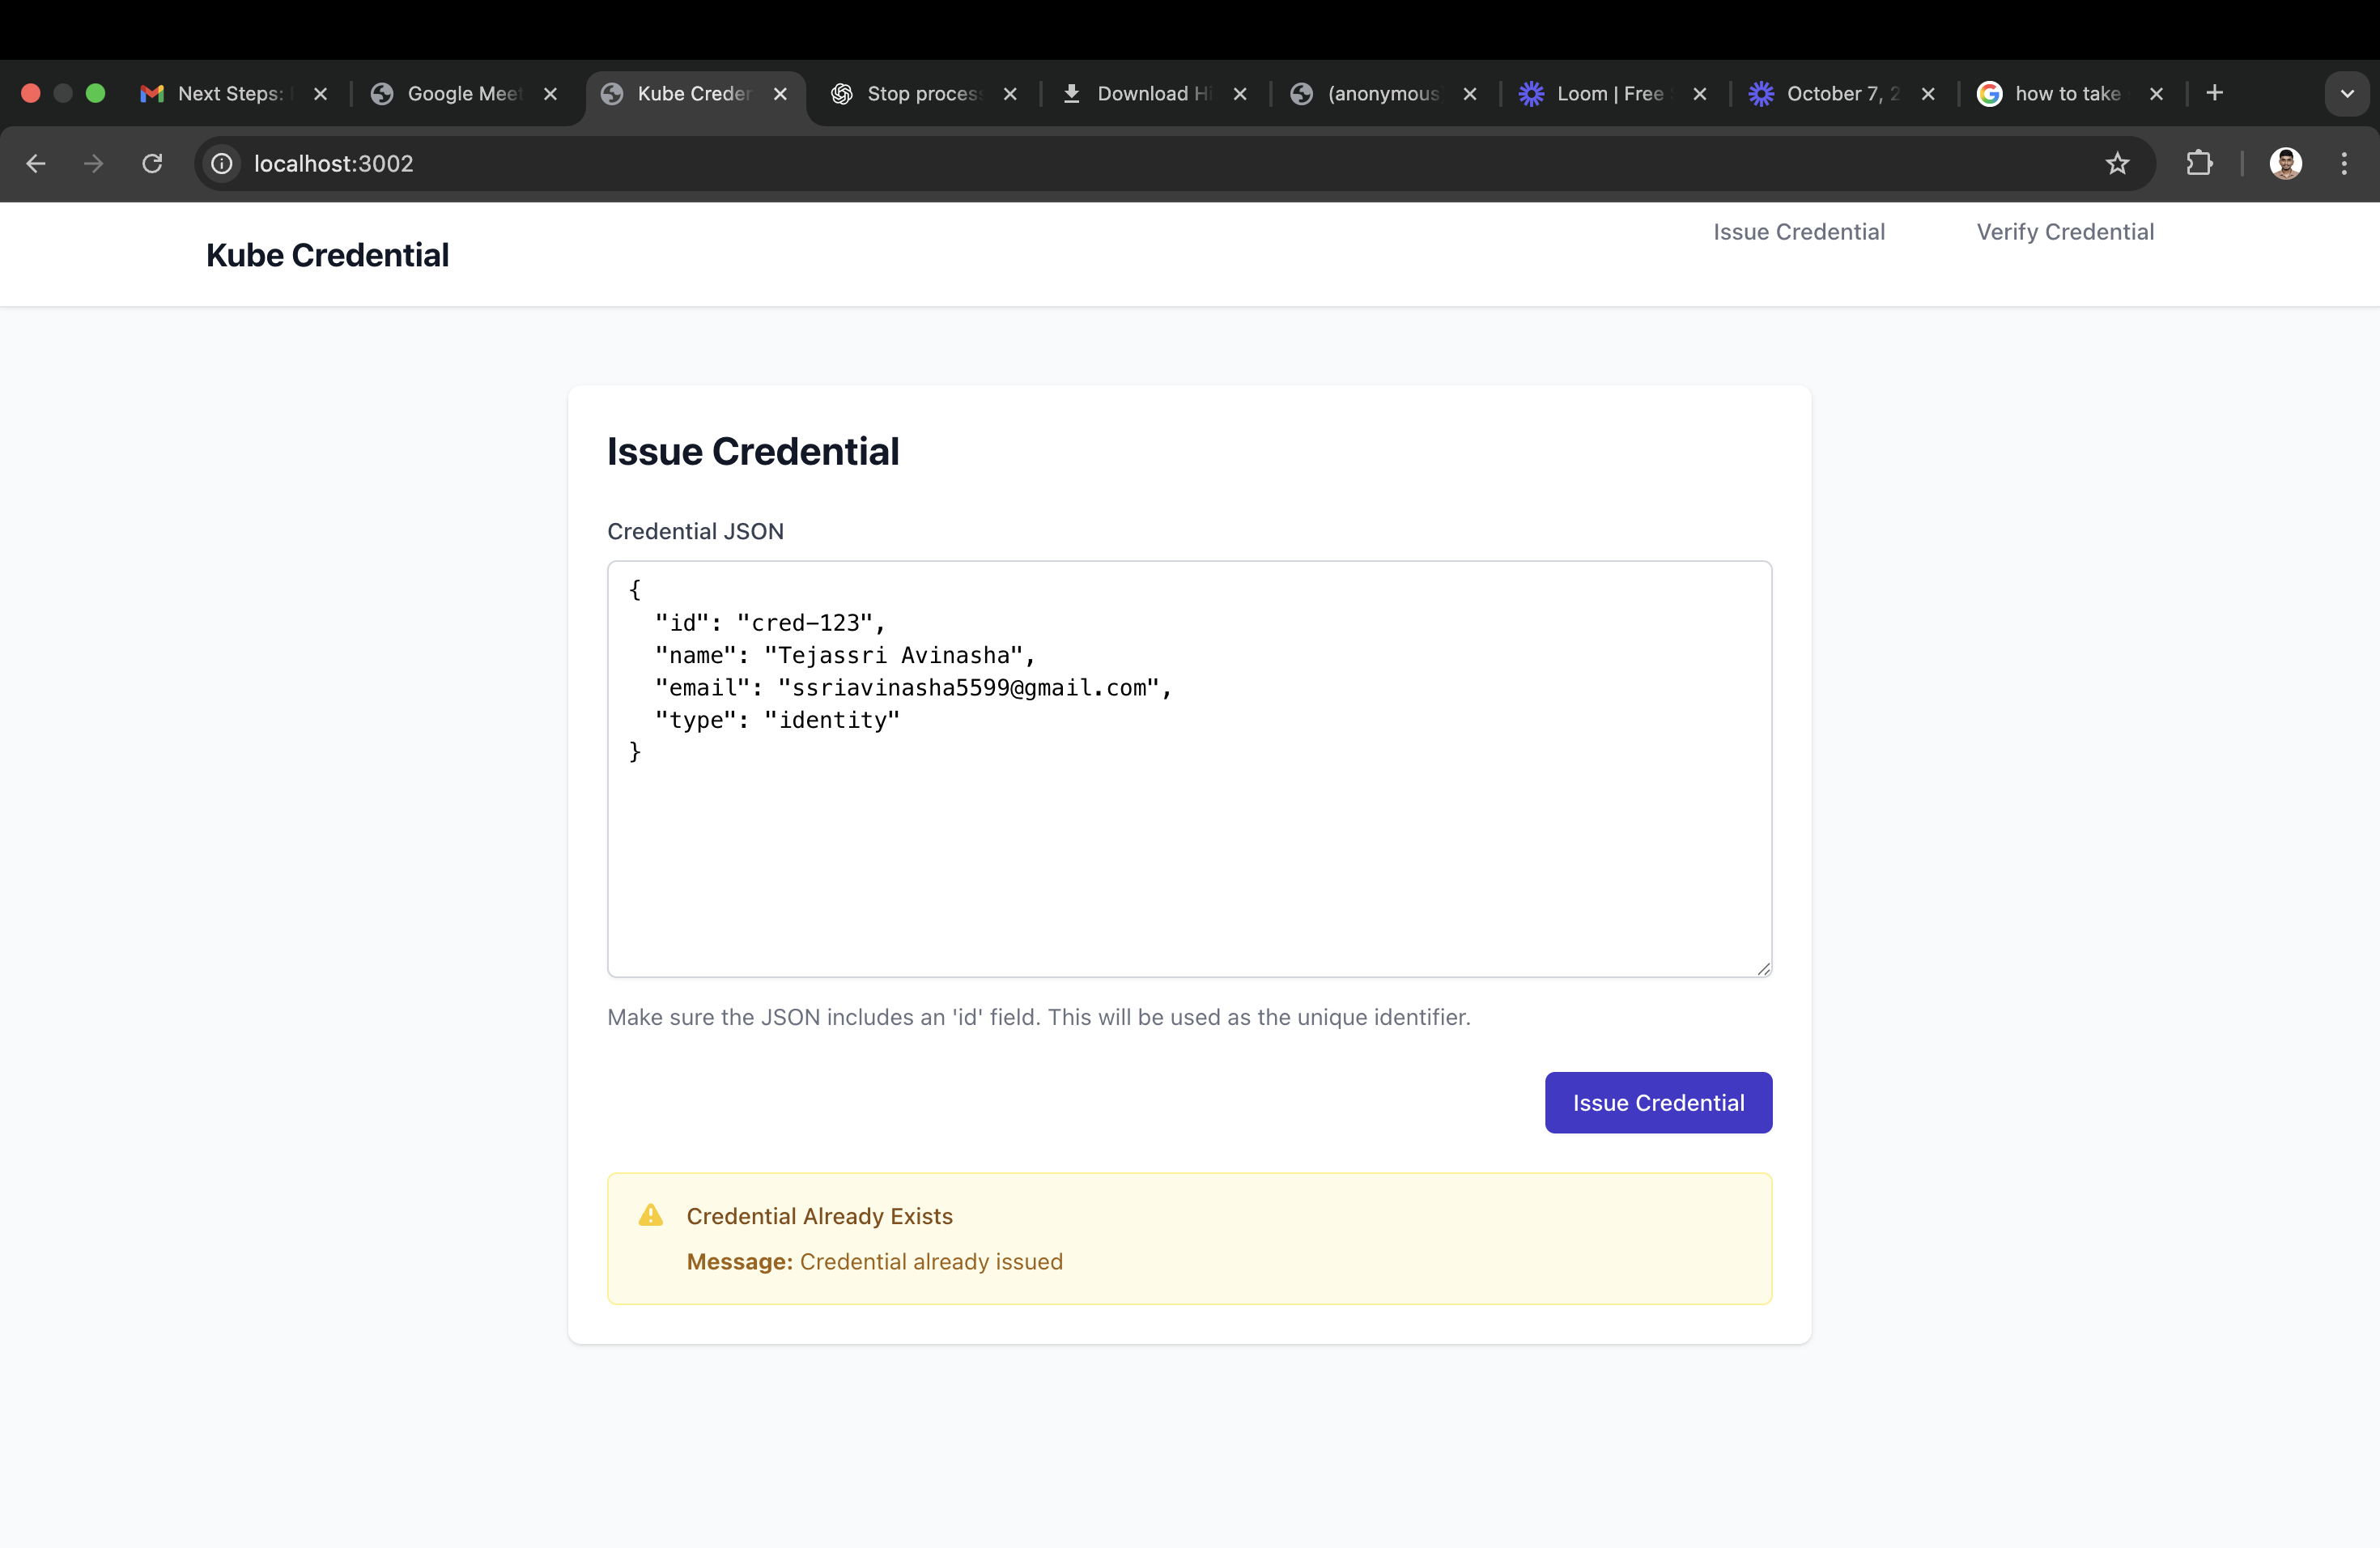 Next Steps:
Google Meet
Kube Creder
Stop process
Download Hi
(anonymous
Loom | Free
October 7, 2
how to take
localhost:3002
Kube Credential
Issue Credential
Verify Credential
Issue Credential
Credential JSON
{
"id": "cred-123",
"name": "Tejassri Avinasha",
"email": "ssriavinasha5599@gmail.com",
"type": "identity"
}
Make sure the JSON includes an 'id' field. This will be used as the unique identifier.
Issue Credential
Credential Already Exists
Message: Credential already issued